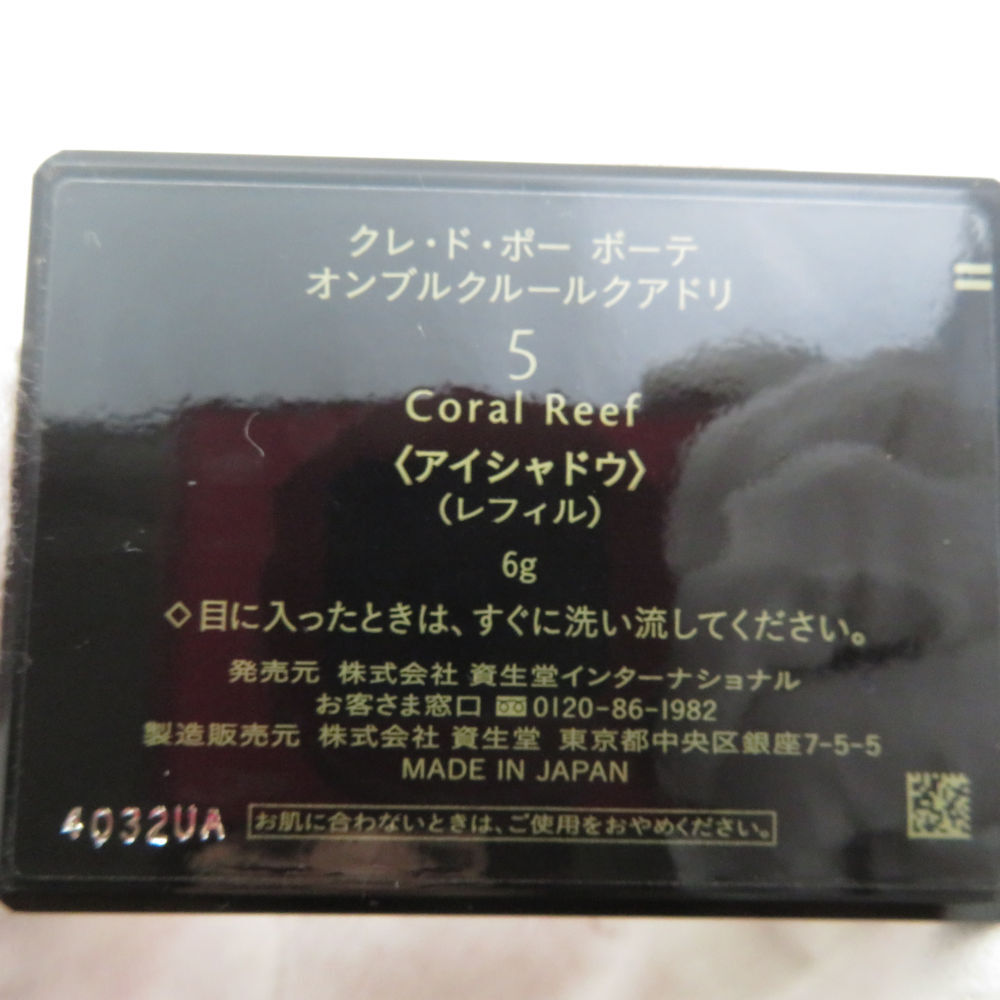 クレ・ド・ポー ボーテ
オンブルクルールクアドリ
5
Coral Reef
〈アイシャドウ〉
(レフィル)
6g
◇目に入ったときは、すぐに洗い流してください。
発売元 株式会社 資生堂インターナショナル
お客さま窓口 0120-86-1982
製造販売元 株式会社 資生堂 東京都中央区銀座7-5-5
MADE IN JAPAN
4032UA
お肌に合わないときは、ご使用をおやめください。